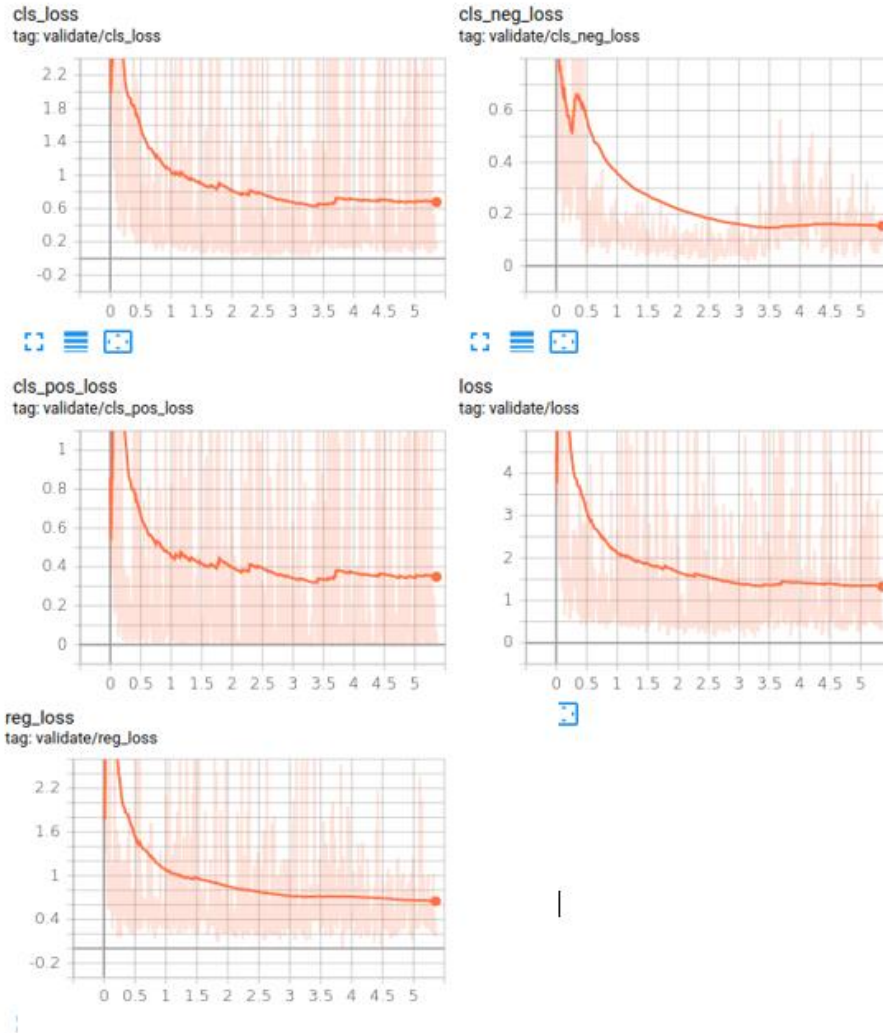 cls_loss
tag: validate/cls_loss
2.2
1.8
1.4
1
0.6
0.2
-0.2
0 0.5 1 1.5 2 2.5 3 3.5 4 4.5 5
cls_neg_loss
tag: validate/cls_neg_loss
0.6
0.4
0.2
0
0 0.5 1 1.5 2 2.5 3 3.5 4 4.5 5
cls_pos_loss
tag: validate/cls_pos_loss
1
0.8
0.6
0.4
0.2
0
0 0.5 1 1.5 2 2.5 3 3.5 4 4.5 5
loss
tag: validate/loss
4
3
2
1
0
0 0.5 1 1.5 2 2.5 3 3.5 4 4.5 5
reg_loss
tag: validate/reg_loss
2.2
1.6
1
0.4
-0.2
0 0.5 1 1.5 2 2.5 3 3.5 4 4.5 5